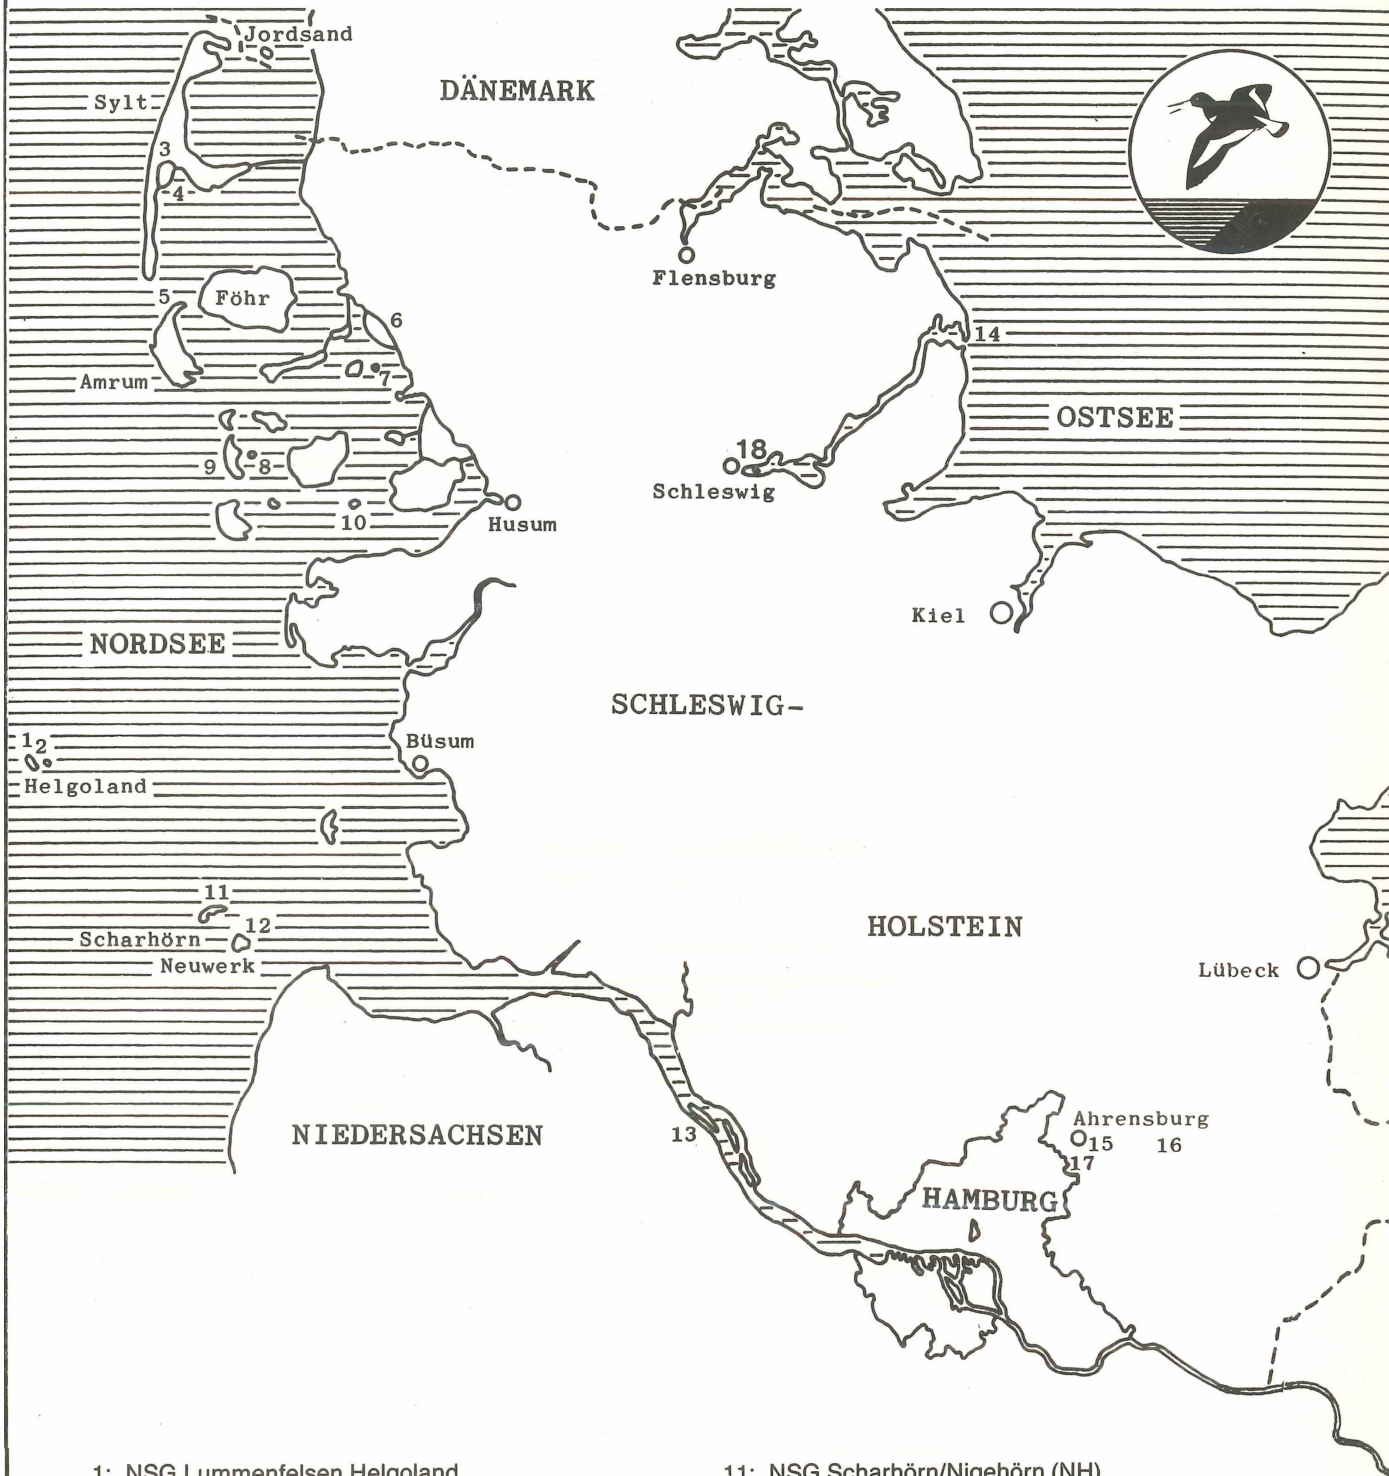 Jordsand
DÄNEMARK
Sylt
3
4
Flensburg
5
Föhr
6
14
7
Amrum
OSTSEE
18
9
8
Schleswig
10
Husum
Kiel
NORDSEE
SCHLESWIG-
1 2
Büsum
Helgoland
11
12
HOLSTEIN
Scharhörn
Neuwerk
Lübeck
Ahrensburg
13
NIEDERSACHSEN
15
16
17
HAMBURG
1: NSG Lummenfelsen Helgoland
11: NSG Scharhörn/Nigehörn (NH)